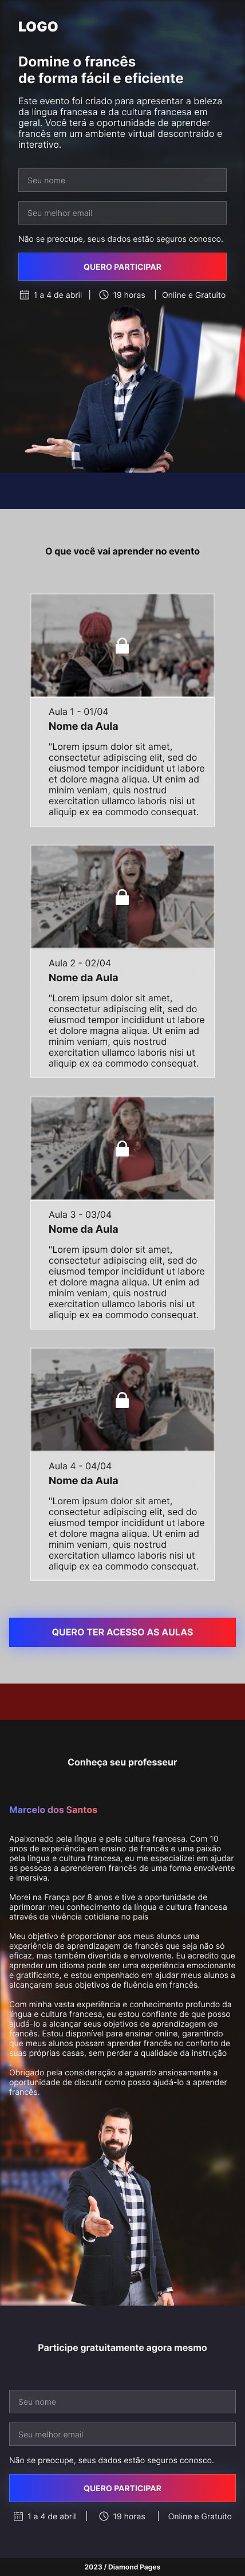 LOGO
Domine o francês
de forma fácil e eficiente
Este evento foi criado para apresentar a beleza
da língua francesa e da cultura francesa em
geral. Você terá a oportunidade de aprender
francês em um ambiente virtual descontraído e
interativo.
Seu nome
Seu melhor email
Não se preocupe, seus dados estão seguros conosco.
QUERO PARTICIPAR
1 a 4 de abril | 19 horas | Online e Gratuito
O que você vai aprender no evento
Aula 1 - 01/04
Nome da Aula
"Lorem ipsum dolor sit amet,
consectetur adipiscing elit, sed do
eiusmod tempor incididunt ut labore
et dolore magna aliqua. Ut enim ad
minim veniam, quis nostrud
exercitation ullamco laboris nisi ut
aliquip ex ea commodo consequat.
Aula 2 - 02/04
Nome da Aula
"Lorem ipsum dolor sit amet,
consectetur adipiscing elit, sed do
eiusmod tempor incididunt ut labore
et dolore magna aliqua. Ut enim ad
minim veniam, quis nostrud
exercitation ullamco laboris nisi ut
aliquip ex ea commodo consequat.
Aula 3 - 03/04
Nome da Aula
"Lorem ipsum dolor sit amet,
consectetur adipiscing elit, sed do
eiusmod tempor incididunt ut labore
et dolore magna aliqua. Ut enim ad
minim veniam, quis nostrud
exercitation ullamco laboris nisi ut
aliquip ex ea commodo consequat.
Aula 4 - 04/04
Nome da Aula
"Lorem ipsum dolor sit amet,
consectetur adipiscing elit, sed do
eiusmod tempor incididunt ut labore
et dolore magna aliqua. Ut enim ad
minim veniam, quis nostrud
exercitation ullamco laboris nisi ut
aliquip ex ea commodo consequat.
QUERO TER ACESSO AS AULAS
Conheça seu professeur
Marcelo dos Santos
Apaixonado pela língua e pela cultura francesa. Com 10
anos de experiência em ensino de francês e uma paixão
pela língua e cultura francesa, eu me especializei em ajudar
as pessoas a aprenderem francês de uma forma envolvente
e imersiva.
Morei na França por 8 anos e tive a oportunidade de
aprimorar meu conhecimento da língua e cultura francesa
através da vivência cotidiana no país
Meu objetivo é proporcionar aos meus alunos uma
experiência de aprendizagem de francês que seja não só
eficaz, mas também divertida e envolvente. Eu acredito que
aprender um idioma pode ser uma experiência emocionante
e gratificante, e estou empenhado em ajudar meus alunos a
alcançarem seus objetivos de fluência em francês.
Com minha vasta experiência e conhecimento profundo da
língua e cultura francesa, eu estou confiante de que posso
ajudá-lo a alcançar seus objetivos de aprendizagem de
francês. Estou disponível para ensinar online, garantindo
que meus alunos possam aprender francês no conforto de
suas próprias casas, sem perder a qualidade da instrução
.
Obrigado pela consideração e aguardo ansiosamente a
oportunidade de discutir como posso ajudá-lo a aprender
francês.
Participe gratuitamente agora mesmo
Seu nome
Seu melhor email
Não se preocupe, seus dados estão seguros conosco.
QUERO PARTICIPAR
1 a 4 de abril | 19 horas | Online e Gratuito
2023 / Diamond Pages